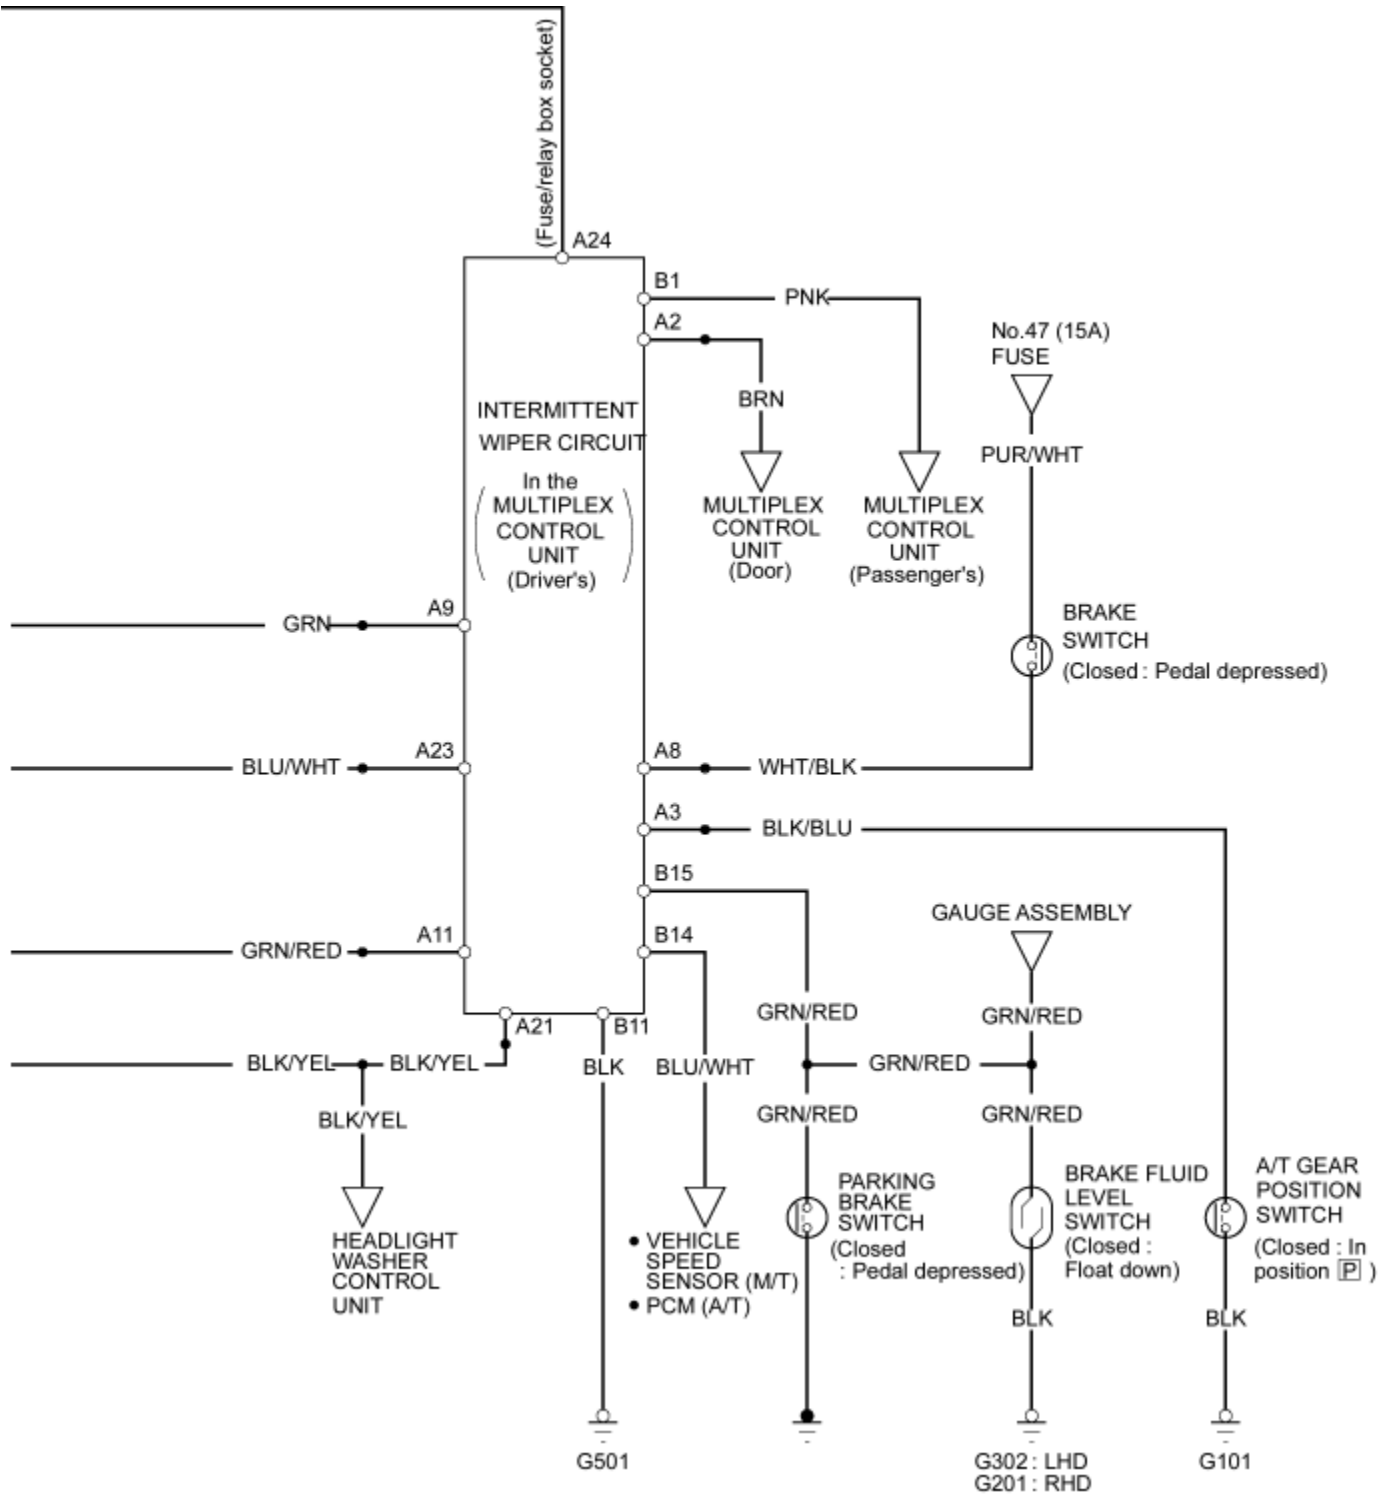 (Fuse/relay box socket)
A24
B1
PNK
A2
BRN
No.47 (15A)
FUSE
PUR/WHT
INTERMITTENT
WIPER CIRCUIT
In the
MULTIPLEX
CONTROL
UNIT
(Driver's)
MULTIPLEX
CONTROL
UNIT
(Door)
MULTIPLEX
CONTROL
UNIT
(Passenger's)
A9
GRN
BRAKE
SWITCH
(Closed : Pedal depressed)
A23
BLU/WHT
A8
WHT/BLK
A3
BLK/BLU
B15
A11
GRN/RED
B14
GAUGE ASSEMBLY
A21
B11
GRN/RED
GRN/RED
BLK/YEL
BLK/YEL
BLK
BLU/WHT
GRN/RED
BLK/YEL
GRN/RED
GRN/RED
HEADLIGHT
WASHER
CONTROL
UNIT
• VEHICLE
SPEED
SENSOR (M/T)
• PCM (A/T)
PARKING
BRAKE
SWITCH
(Closed
: Pedal depressed)
BRAKE FLUID
LEVEL
SWITCH
(Closed :
Float down)
A/T GEAR
POSITION
SWITCH
(Closed : In
position P )
BLK
BLK
G501
G302 : LHD
G201 : RHD
G101